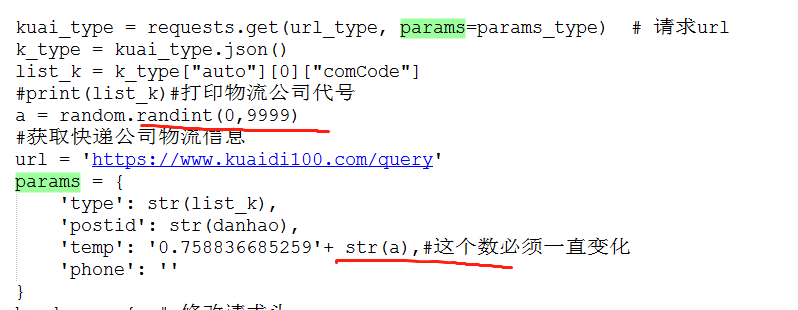 kuai_type = requests.get(url_type, params=params_type)  # 请求url
k_type = kuai_type.json()
list_k = k_type["auto"][0]["comCode"]
#print(list_k)#打印物流公司代号
a = random.randint(0,9999)
#获取快递公司物流信息
url = 'https://www.kuaidi100.com/query'
params = {
    'type': str(list_k),
    'postid': str(danhao),
    'temp': '0.758836685259'+ str(a),#这个数必须一直变化
    'phone': ''
}